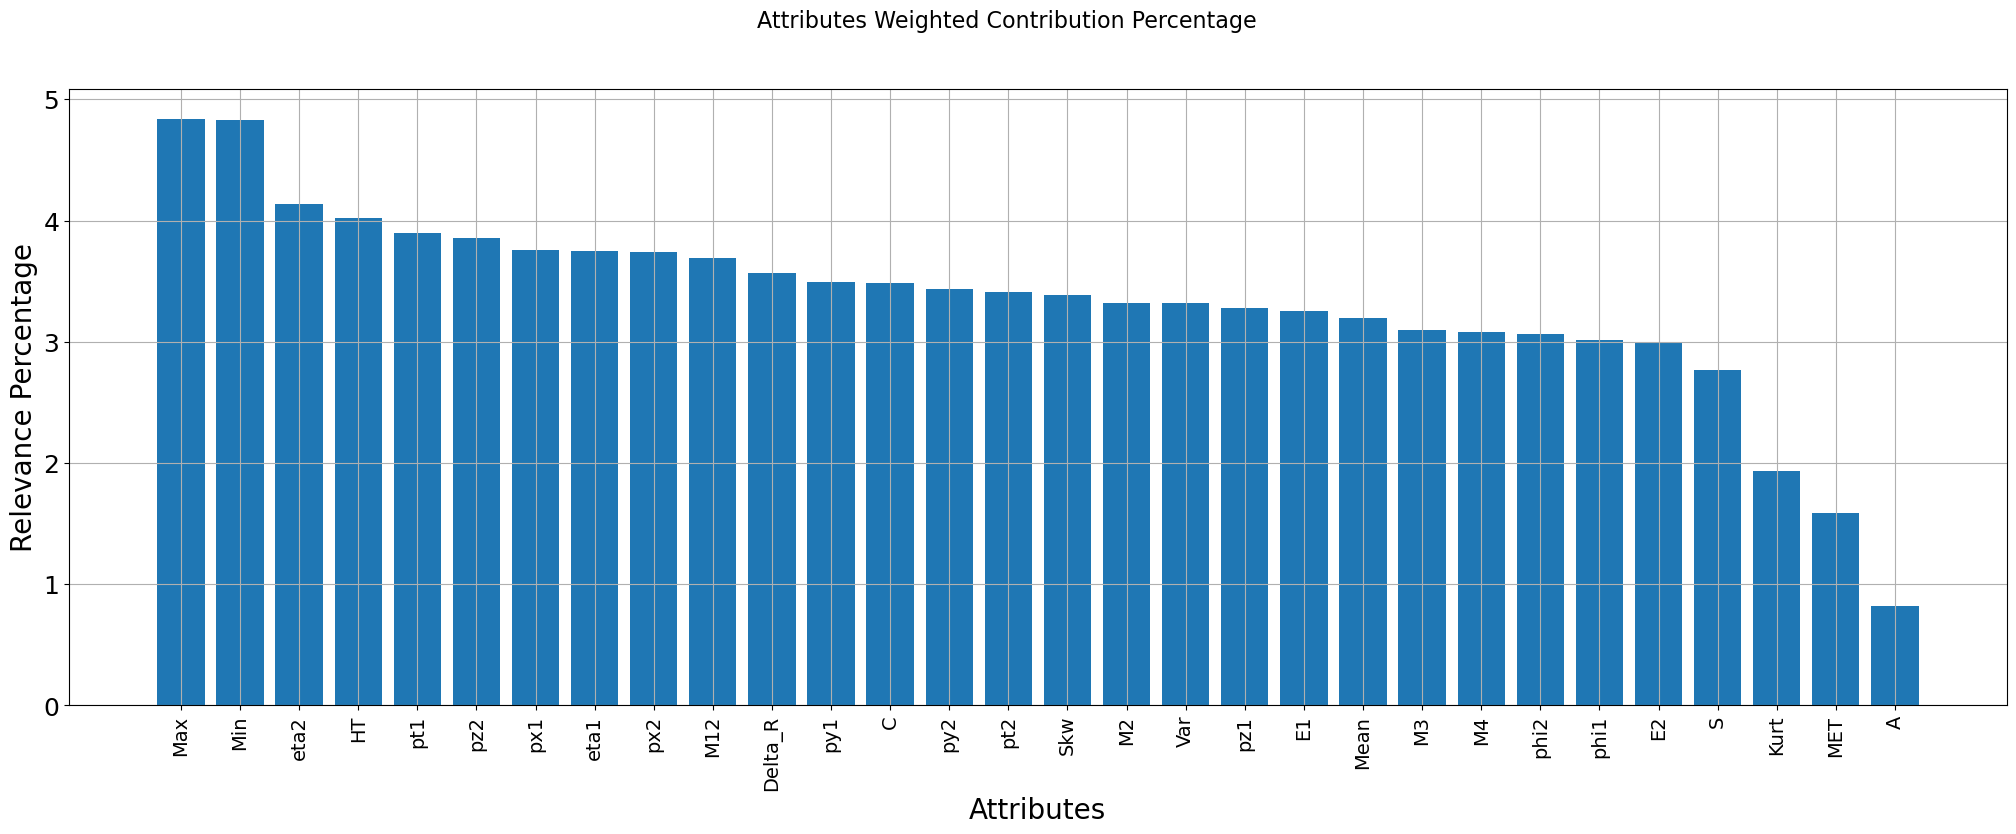 Attributes Weighted Contribution Percentage
Relevance Percentage
5
4
3
2
1
0
Max
Min
eta2
HT
pt1
pz2
px1
eta1
px2
M12
Delta_R
py1
C
py2
pt2
Skw
M2
Var
pz1
E1
Mean
M3
M4
phi2
phi1
E2
S
Kurt
MET
A
Attributes